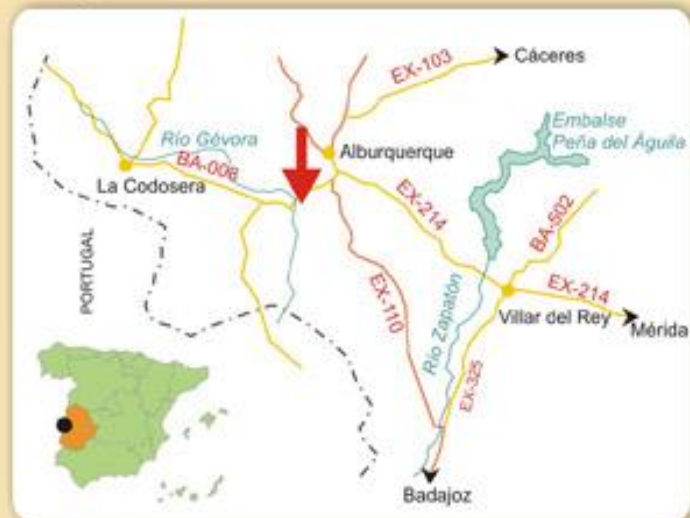 EX-103
Cáceres
Embalse
Peña del Águila
Río Gévora
Alburquerque
BA-008
La Codosera
EX-214
BA-502
PORTUGAL
EX-110
Río Zapatón
EX-214
Villar del Rey
Mérida
EX-325
Badajoz